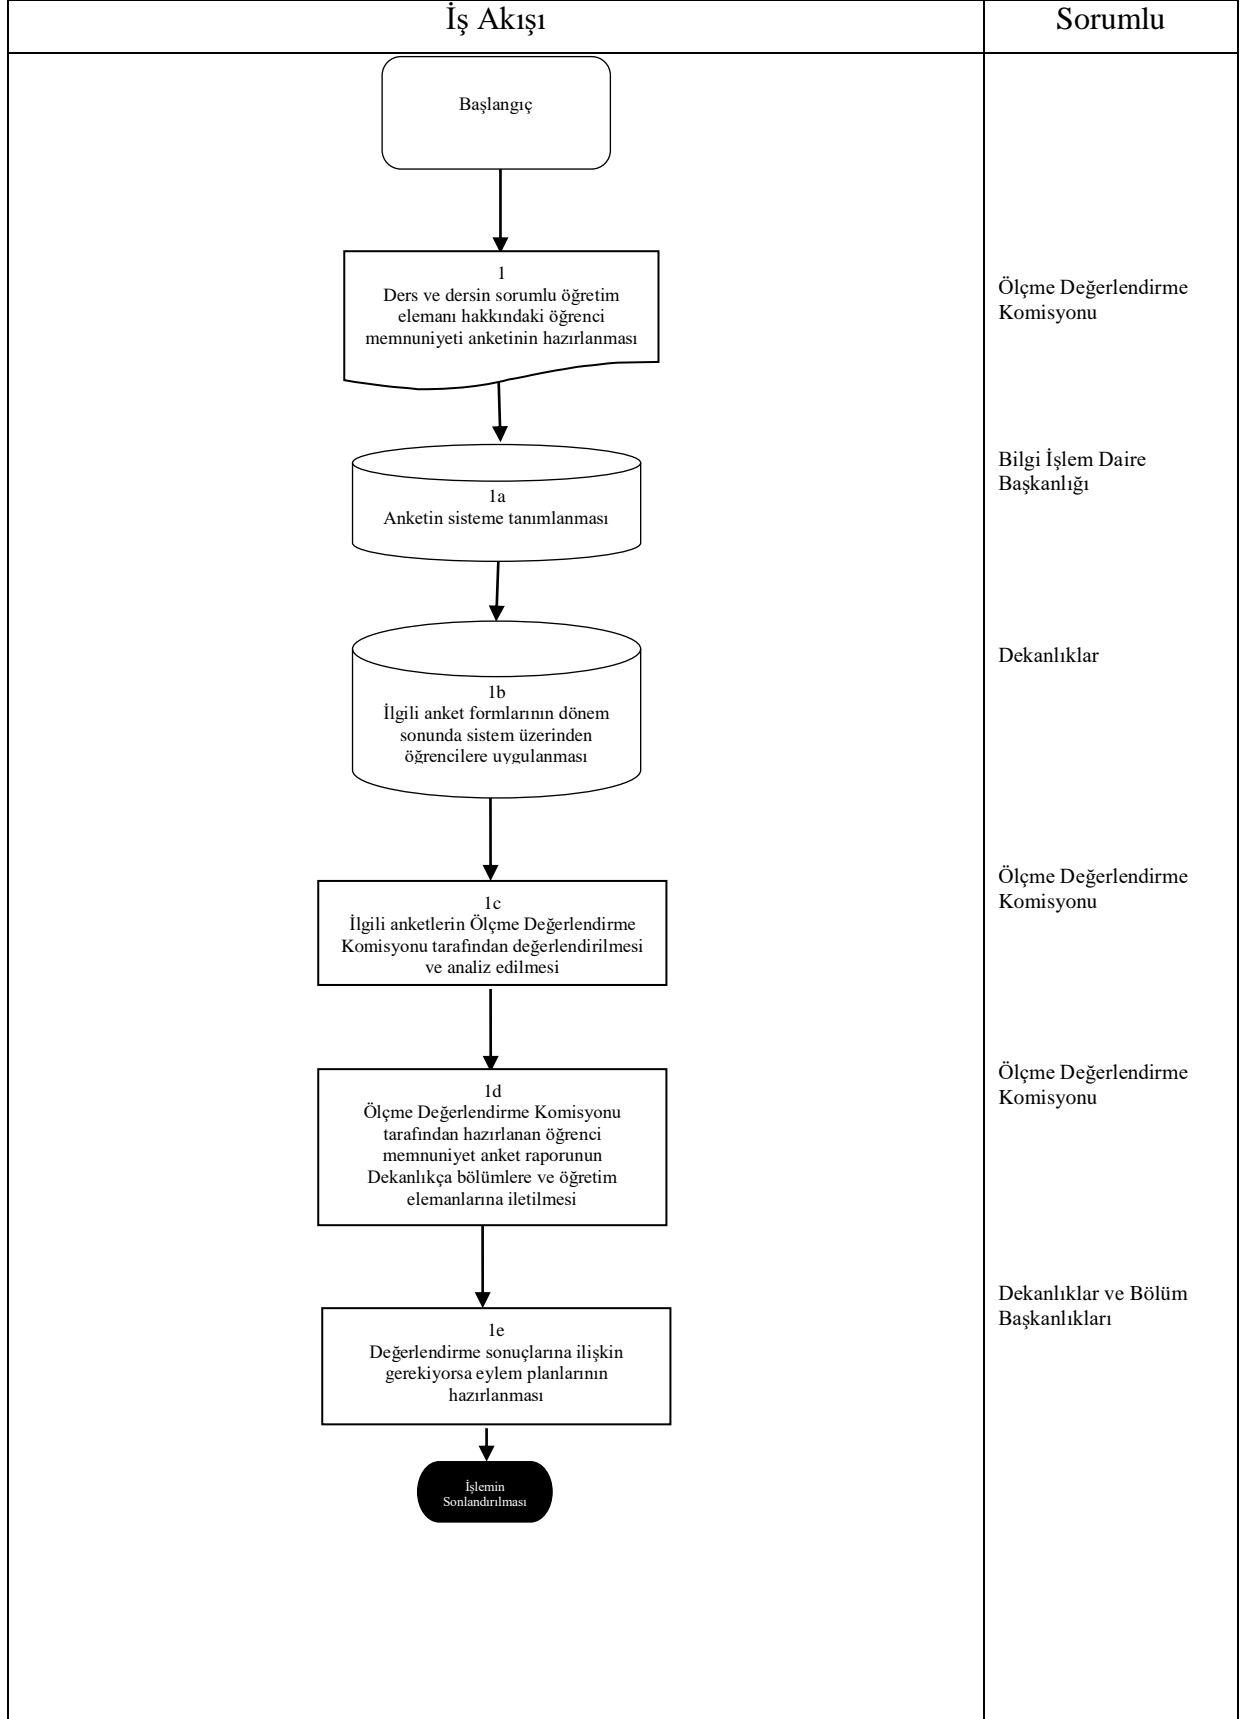 İş Akışı
Sorumlu
Başlangıç
1
Ders ve dersin sorumlu öğretim
elemanı hakkındaki öğrenci
memnuniyeti anketinin hazırlanması
Ölçme Değerlendirme
Komisyonu
1a
Anketin sisteme tanımlanması
Bilgi İşlem Daire
Başkanlığı
1b
İlgili anket formlarının dönem
sonunda sistem üzerinden
öğrencilere uygulanması
Dekanlıklar
1c
İlgili anketlerin Ölçme Değerlendirme
Komisyonu tarafından değerlendirilmesi
ve analiz edilmesi
Ölçme Değerlendirme
Komisyonu
1d
Ölçme Değerlendirme Komisyonu
tarafından hazırlanan öğrenci
memnuniyet anket raporunun
Dekanlıkça bölümlere ve öğretim
elemanlarına iletilmesi
Ölçme Değerlendirme
Komisyonu
1e
Değerlendirme sonuçlarına ilişkin
gerekiyorsa eylem planlarının
hazırlanması
Dekanlıklar ve Bölüm
Başkanlıkları
İşlemin
Sonlandırılması